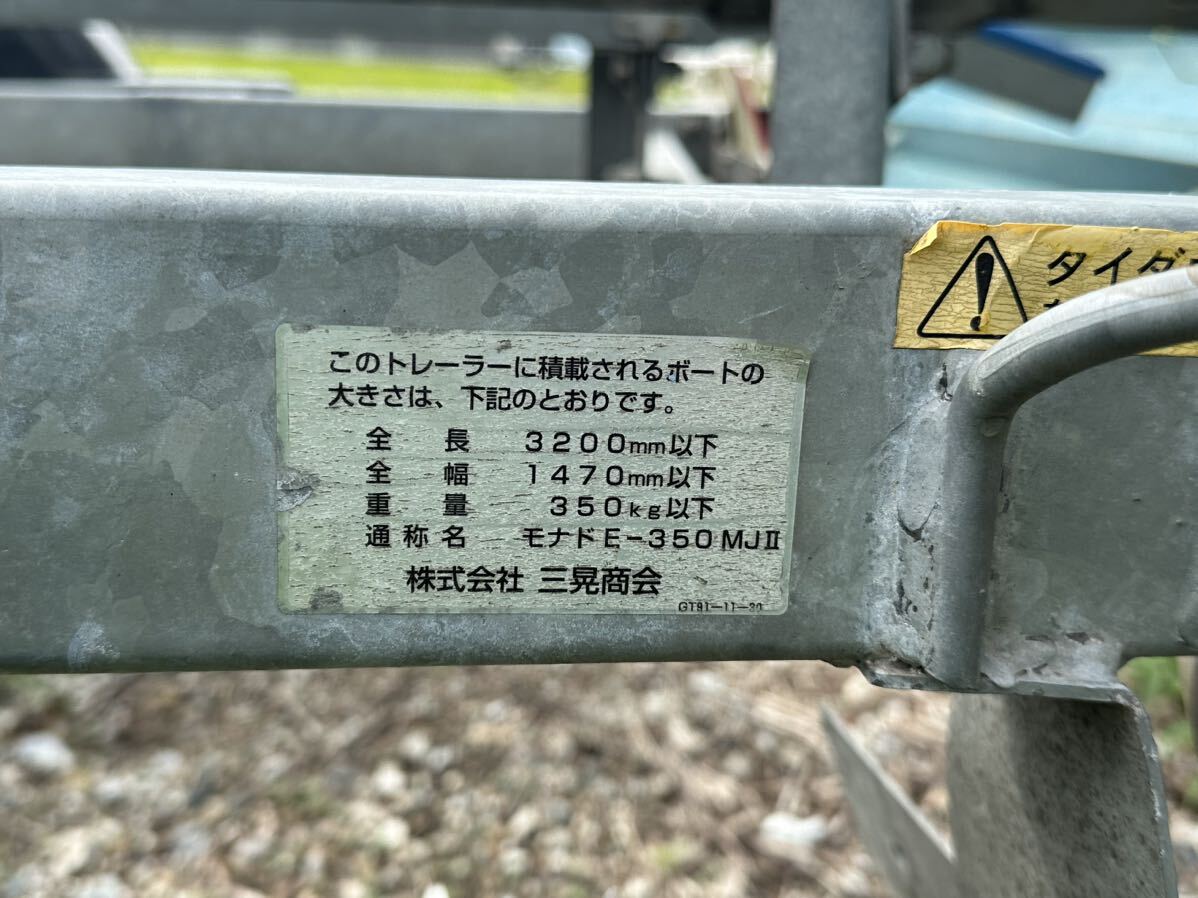 このトレーラーに積載されるボートの
大きさは、下記のとおりです。
全長 3200mm以下
全幅 1470mm以下
重量 350kg以下
通称名 モナドE-350MJⅡ
株式会社 三晃商会
GT91-11-30
タイダ